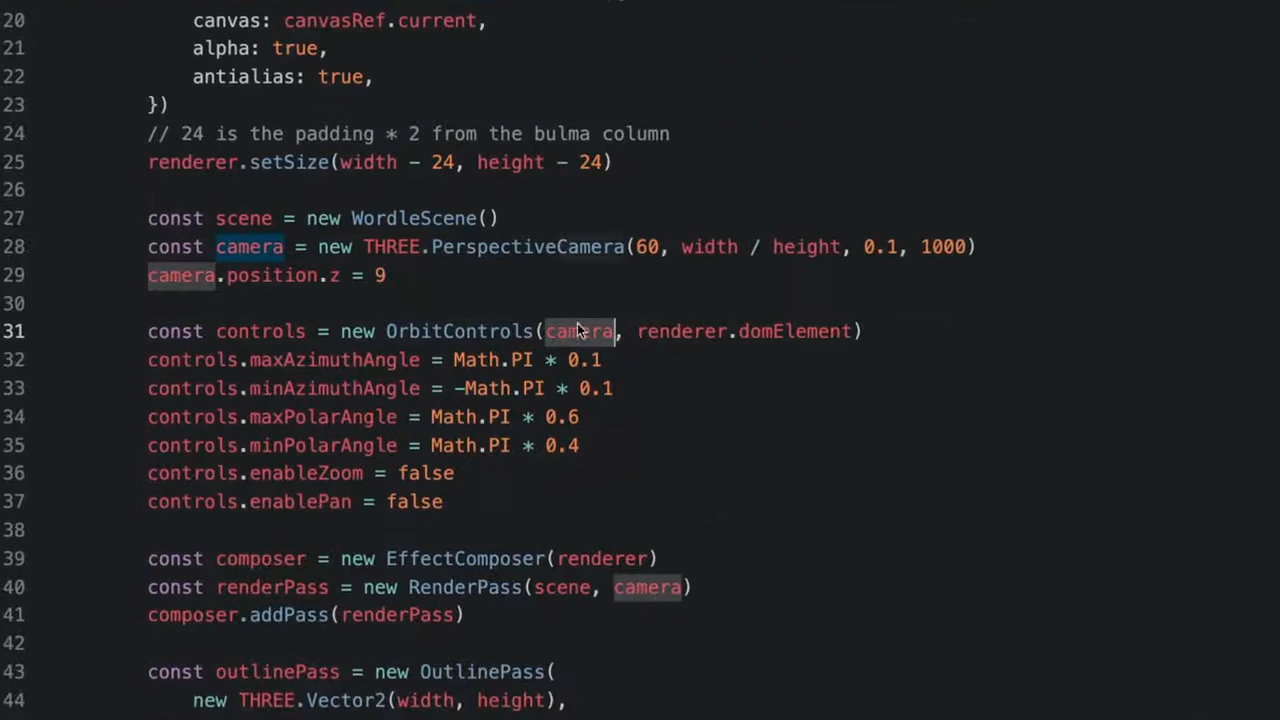 20 canvas: canvasRef.current,
21 alpha: true,
22 antialias: true,
23 })
24 // 24 is the padding * 2 from the bulma column
25 renderer.setSize(width - 24, height - 24)
26
27 const scene = new WordleScene()
28 const camera = new THREE.PerspectiveCamera(60, width / height, 0.1, 1000)
29 camera.position.z = 9
30
31 const controls = new OrbitControls(camera, renderer.domElement)
32 controls.maxAzimuthAngle = Math.PI * 0.1
33 controls.minAzimuthAngle = -Math.PI * 0.1
34 controls.maxPolarAngle = Math.PI * 0.6
35 controls.minPolarAngle = Math.PI * 0.4
36 controls.enableZoom = false
37 controls.enablePan = false
38
39 const composer = new EffectComposer(renderer)
40 const renderPass = new RenderPass(scene, camera)
41 composer.addPass(renderPass)
42
43 const outlinePass = new OutlinePass(
44 new THREE.Vector2(width, height),